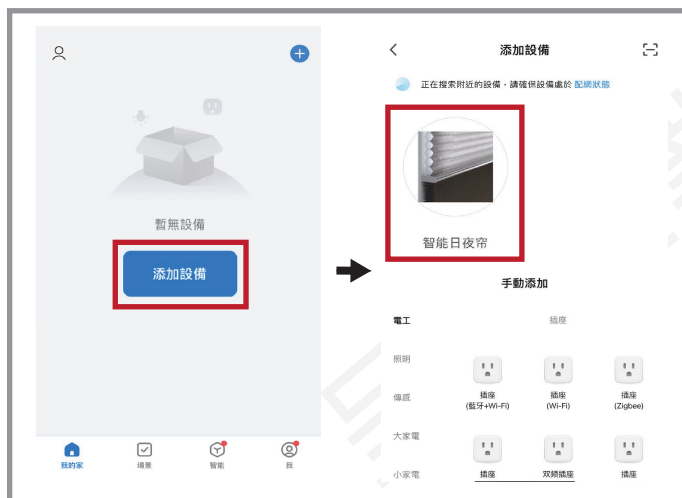 暫無設備
添加設備
我的家
場景
智能
我
添加設備
正在搜索附近的設備，請確保設備處於 配網狀態
智能日夜帘
手動添加
電工
插座
照明
傳感
插座
(藍牙+Wi-Fi)
插座
(Wi-Fi)
插座
(Zigbee)
大家電
小家電
插座
双頻插座
插座